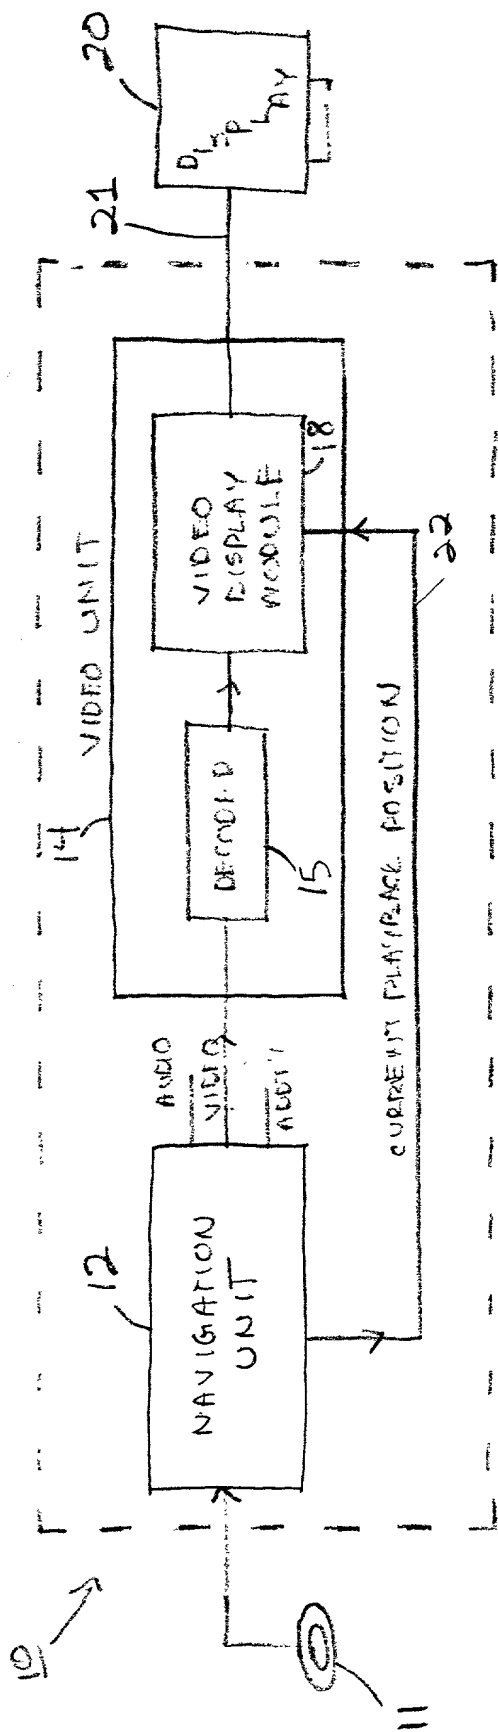 10
11
12
NAVIGATION
UNIT
AUDIO
VIDEO
ADDT'L
CURRENT PLAYBACK POSITION
22
14
VIDEO UNIT
DECODER
15
VIDEO
DISPLAY
MODULE
18
21
20
DISPLAY